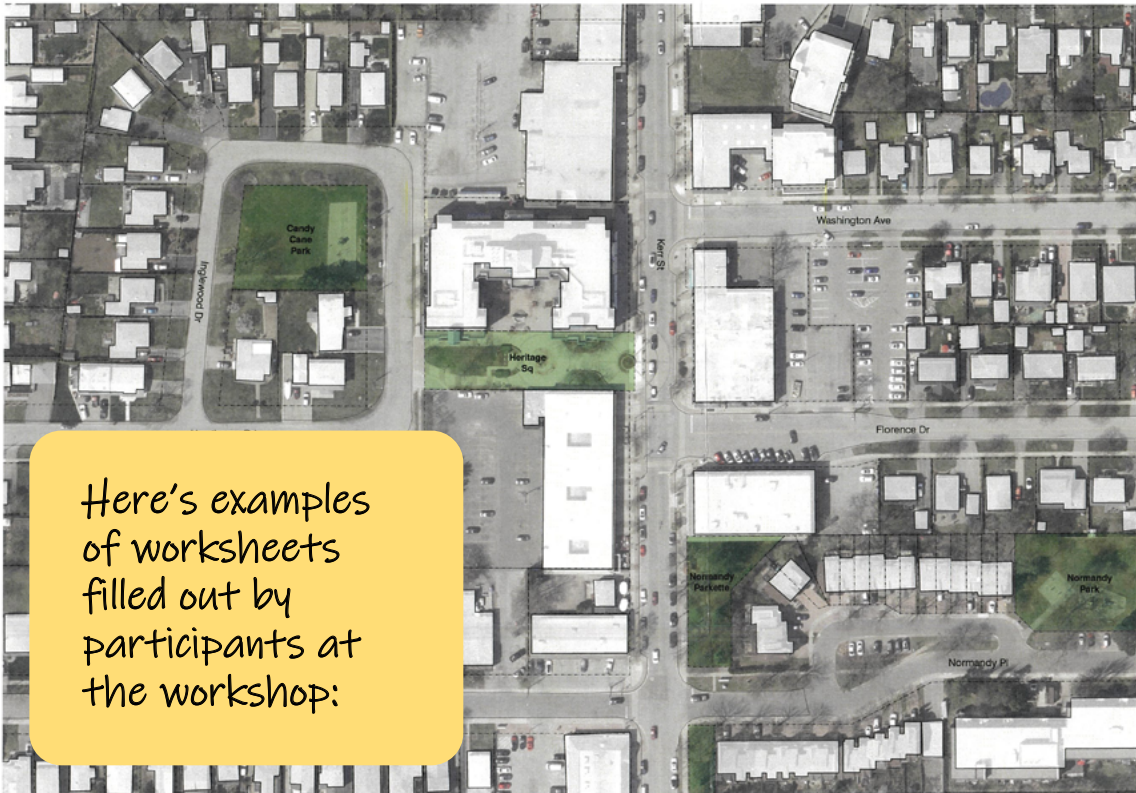 Washington Ave
Candy
Cane
Park
Kerr St
Inglewood Dr
Heritage
Sq
Florence Dr
Here's examples
of worksheets
filled out by
participants at
the workshop:
Normandy
Parkette
Normandy
Park
Normandy Pl